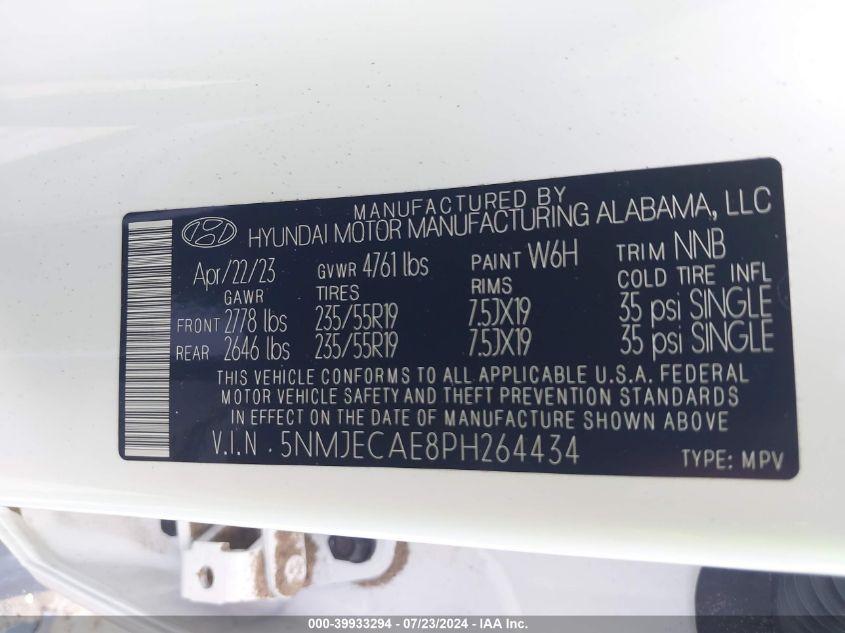 MANUFACTURED BY
HYUNDAI MOTOR MANUFACTURING ALABAMA, LLC
Apr/22/23 GVWR 4761 lbs PAINT W6H TRIM NNB
GAWR TIRES RIMS COLD TIRE INFL
FRONT 2778 lbs 235/55R19 7.5JX19 35 psi SINGLE
REAR 2646 lbs 235/55R19 7.5JX19 35 psi SINGLE
THIS VEHICLE CONFORMS TO ALL APPLICABLE U.S.A. FEDERAL
MOTOR VEHICLE SAFETY AND THEFT PREVENTION STANDARDS
IN EFFECT ON THE DATE OF MANUFACTURE SHOWN ABOVE
V.I.N. 5NMJECAE8PH264434 TYPE: MPV
000-39933294 - 07/23/2024 - IAA Inc.